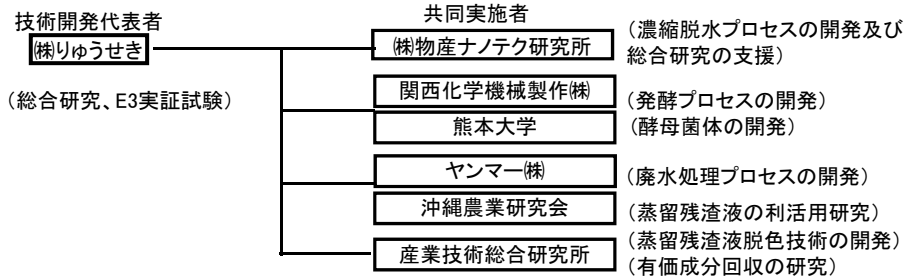 技術開発代表者
㈱りゅうせき
(総合研究、E3実証試験)
共同実施者
㈱物産ナノテク研究所
(濃縮脱水プロセスの開発及び
総合研究の支援)
関西化学機械製作㈱
(発酵プロセスの開発)
熊本大学
(酵母菌体の開発)
ヤンマー㈱
(廃水処理プロセスの開発)
沖縄農業研究会
(蒸留残渣液の利活用研究)
産業技術総合研究所
(蒸留残渣液脱色技術の開発)
(有価成分回収の研究)